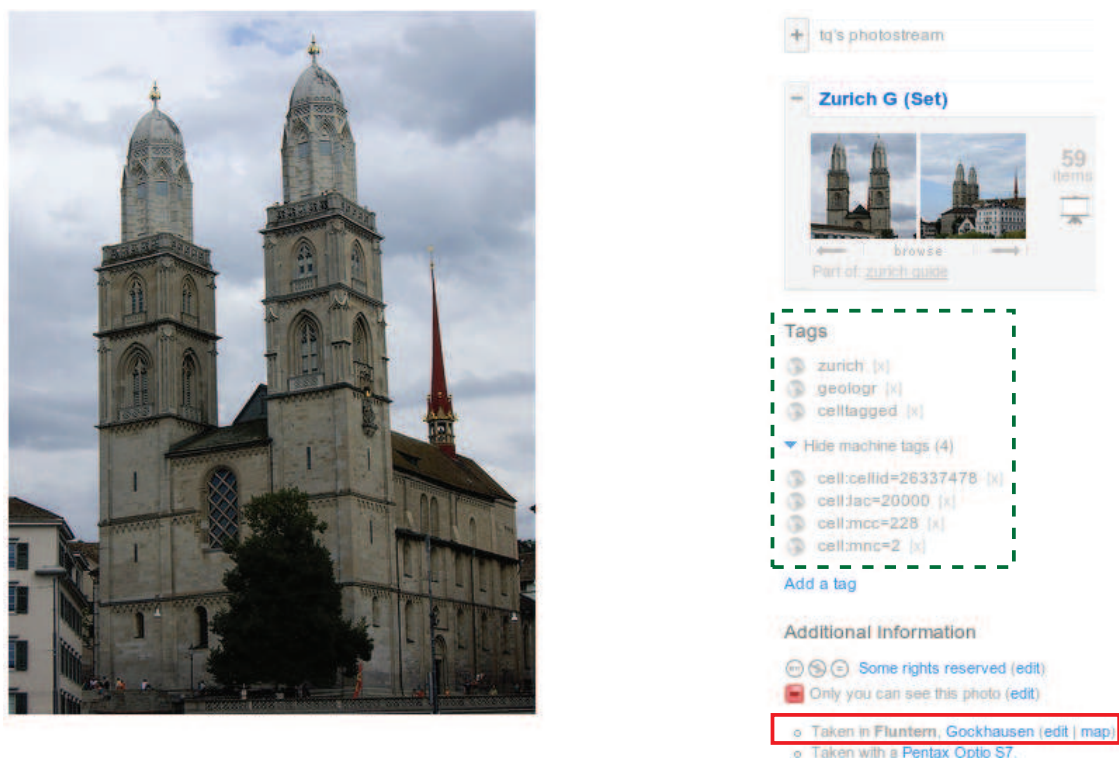 + tq's photostream
− Zurich G (Set)
59
items
browse
Part of: zurich guide
Tags
zurich [x]
geologr [x]
celltagged [x]
Hide machine tags (4)
cell:cellid=26337478 [x]
cell:lac=20000 [x]
cell:mcc=228 [x]
cell:mnc=2 [x]
Add a tag
Additional Information
Some rights reserved (edit)
Only you can see this photo (edit)
Taken in Fluntern, Gockhausen (edit | map)
Taken with a Pentax Optio S7.